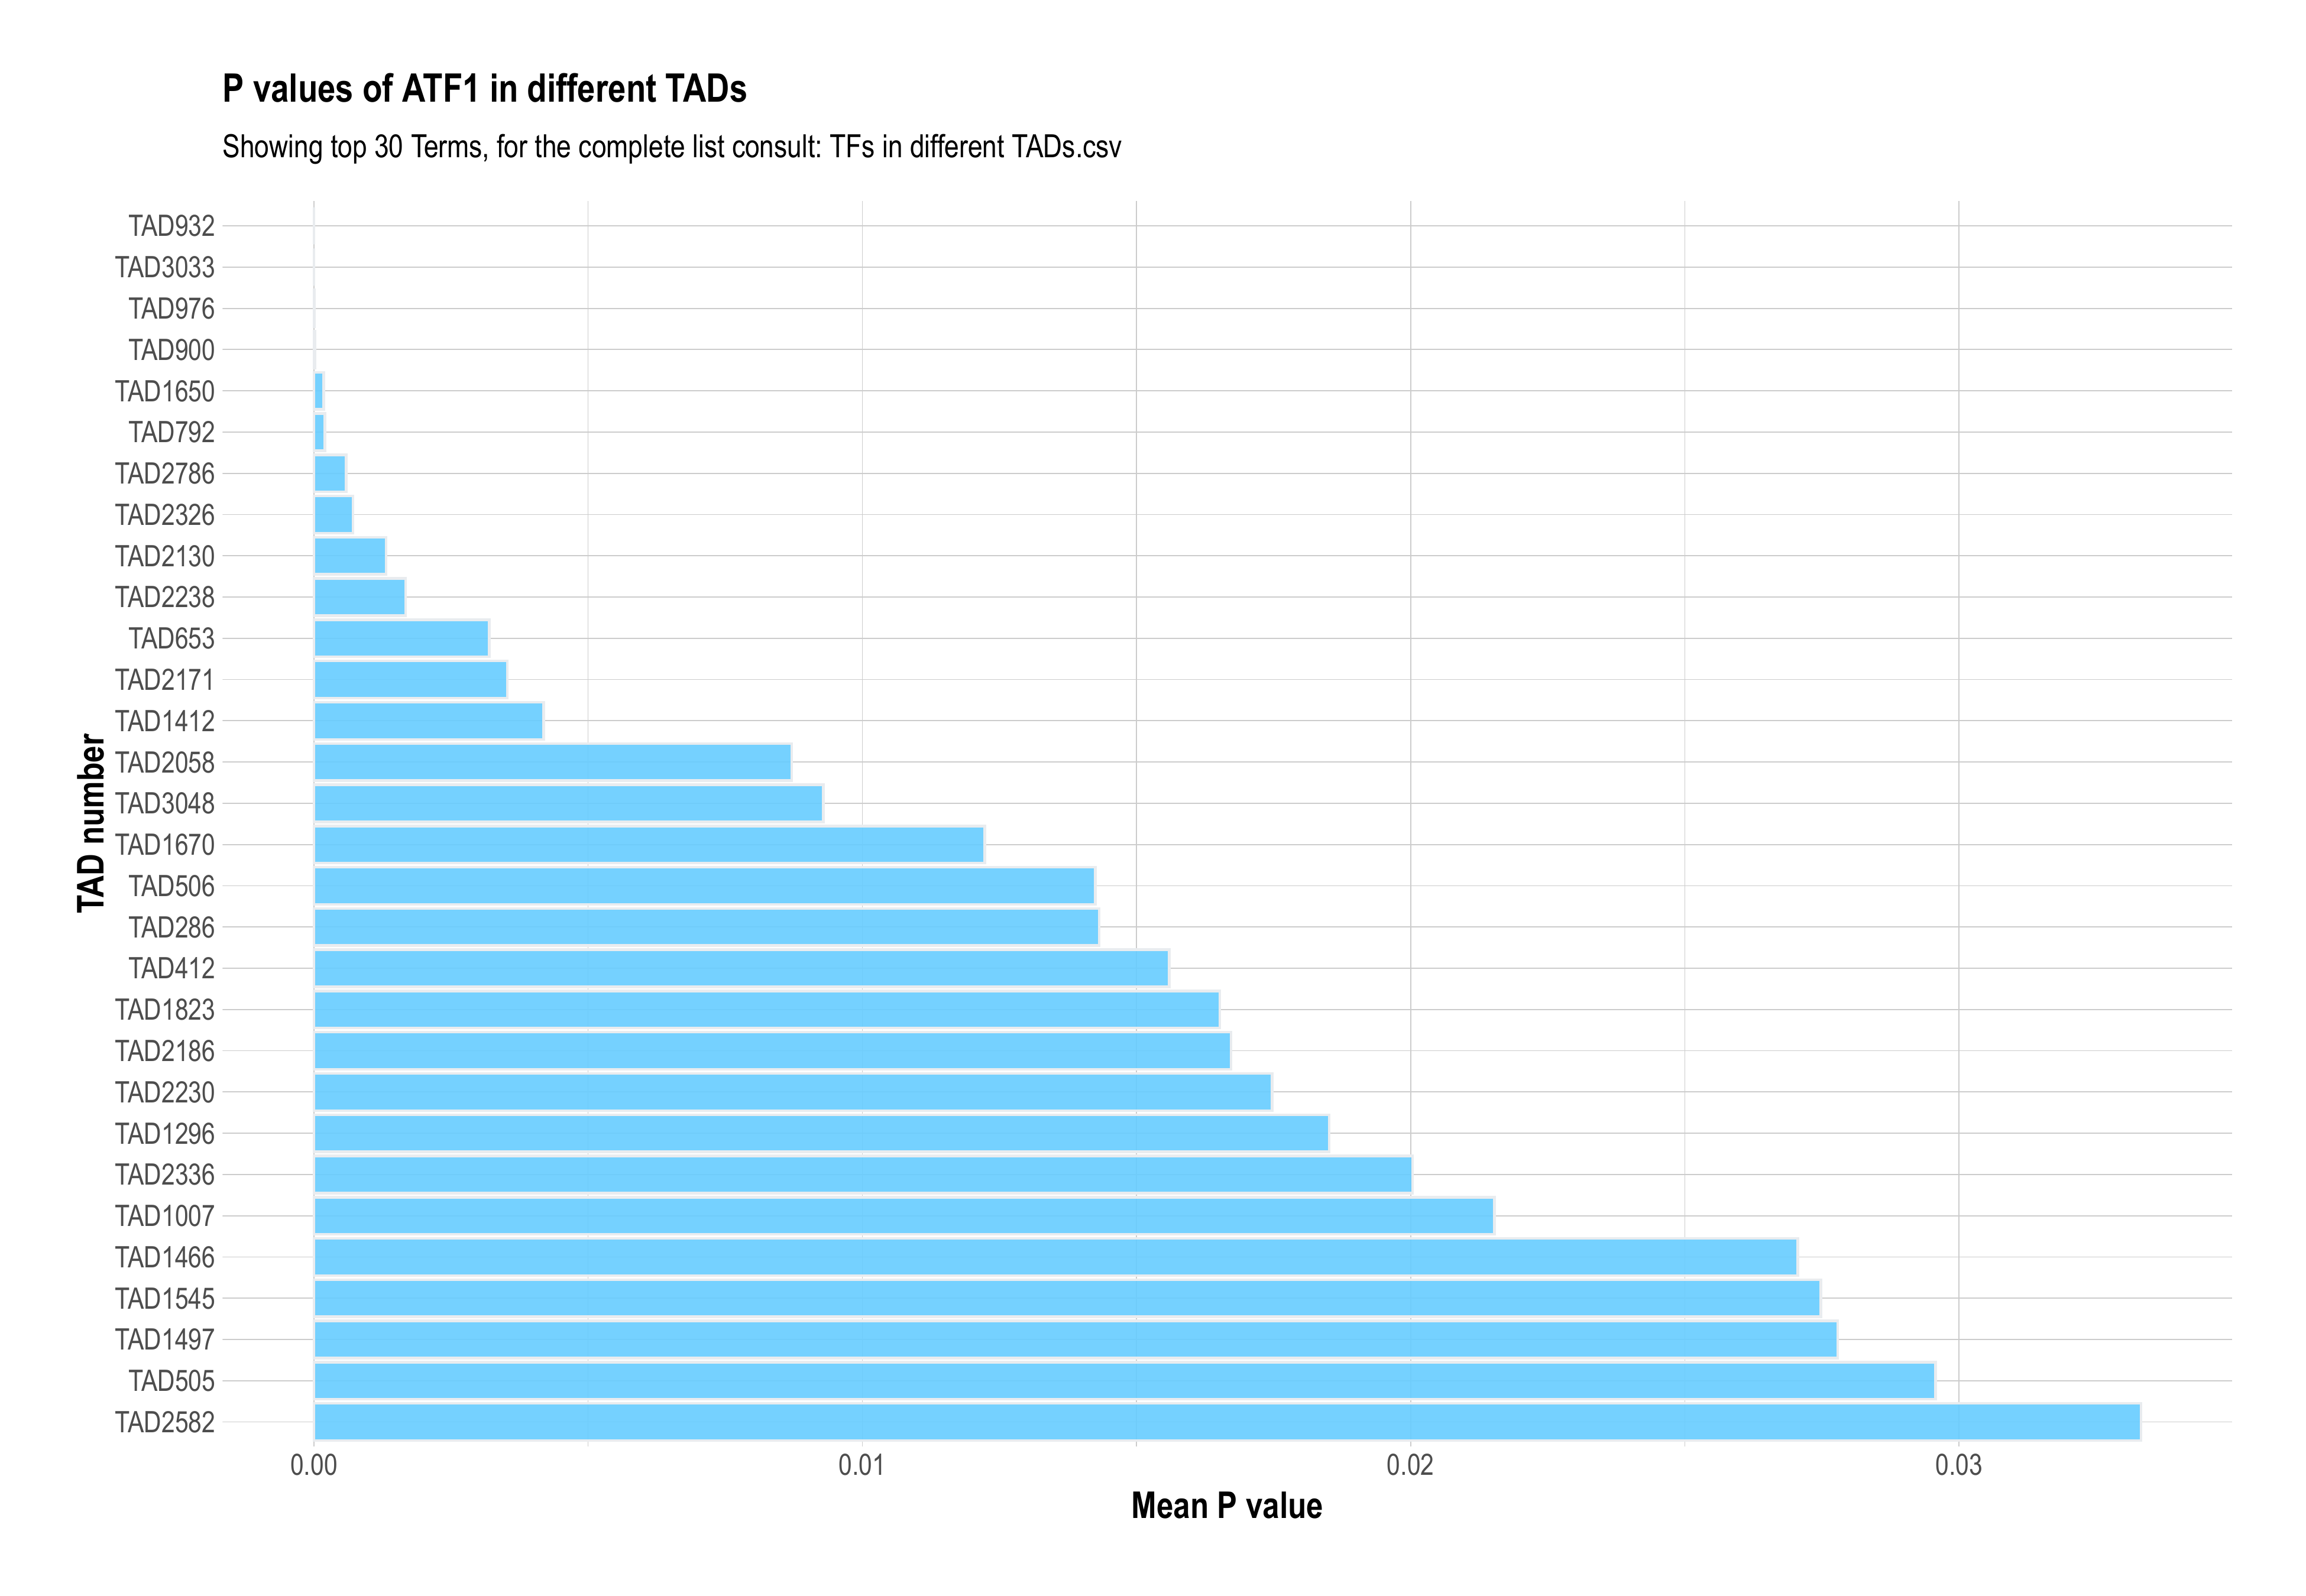 P values of ATF1 in different TADs
Showing top 30 Terms, for the complete list consult: TFs in different TADs.csv
TAD932
TAD3033
TAD976
TAD900
TAD1650
TAD792
TAD2786
TAD2326
TAD2130
TAD2238
TAD653
TAD2171
TAD1412
TAD2058
TAD3048
TAD1670
TAD506
TAD286
TAD412
TAD1823
TAD2186
TAD2230
TAD1296
TAD2336
TAD1007
TAD1466
TAD1545
TAD1497
TAD505
TAD2582
TAD number
0.00 0.01 0.02 0.03
Mean P value